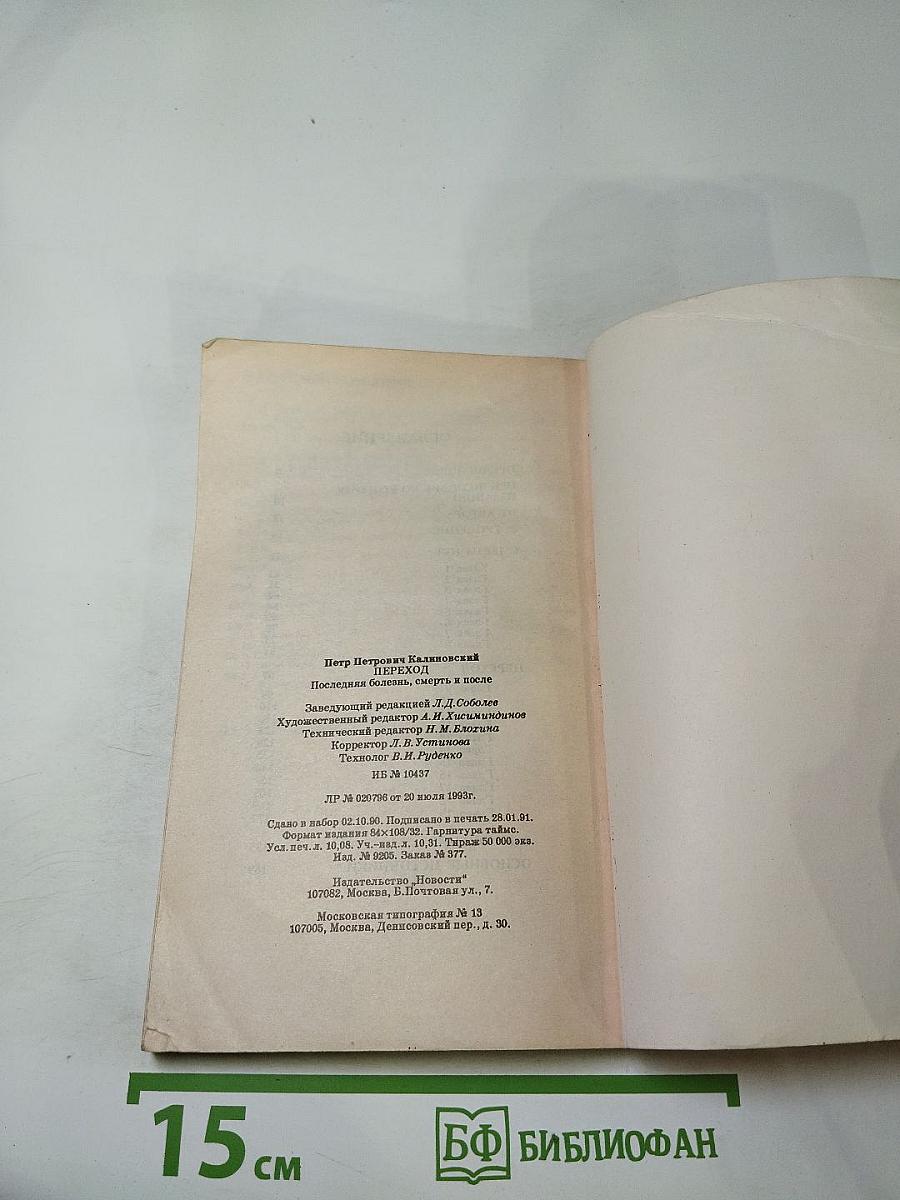 Петр Петрович Калиновский
ПЕРЕХОД
Последняя болезнь, смерть и после
Заведующий редакцией Л.Д.Соболев
Художественный редактор А.И.Хисиминдинов
Технический редактор Н.М.Блохина
Корректор Л.В.Устинова
Технолог В.И.Руденко
ИБ № 10437
ЛР № 020796 от 20 июля 1993г.
Сдано в набор 02.10.90. Подписано в печать 28.01.91.
Формат издания 84×108/32. Гарнитура таймс.
Усл.печ.л. 10,08. Уч.-изд.л. 10,31. Тираж 50 000 экз.
Изд. № 9205. Заказ № 377.
Издательство „Новости"
107082, Москва, Б.Почтовая ул., 7.
Московская типография № 13
107005, Москва, Денисовский пер., д. 30.
15 см
БФ БИБЛИОФАН